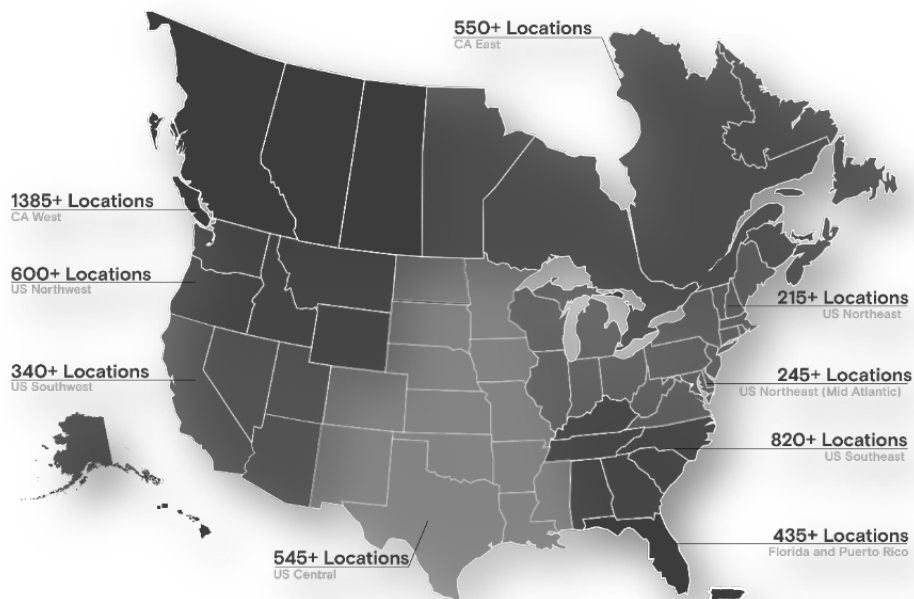 550+ Locations
CA East
1385+ Locations
CA West
600+ Locations
US Northwest
215+ Locations
US Northeast
340+ Locations
US Southwest
245+ Locations
US Northeast (Mid Atlantic)
820+ Locations
US Southeast
435+ Locations
Florida and Puerto Rico
545+ Locations
US Central